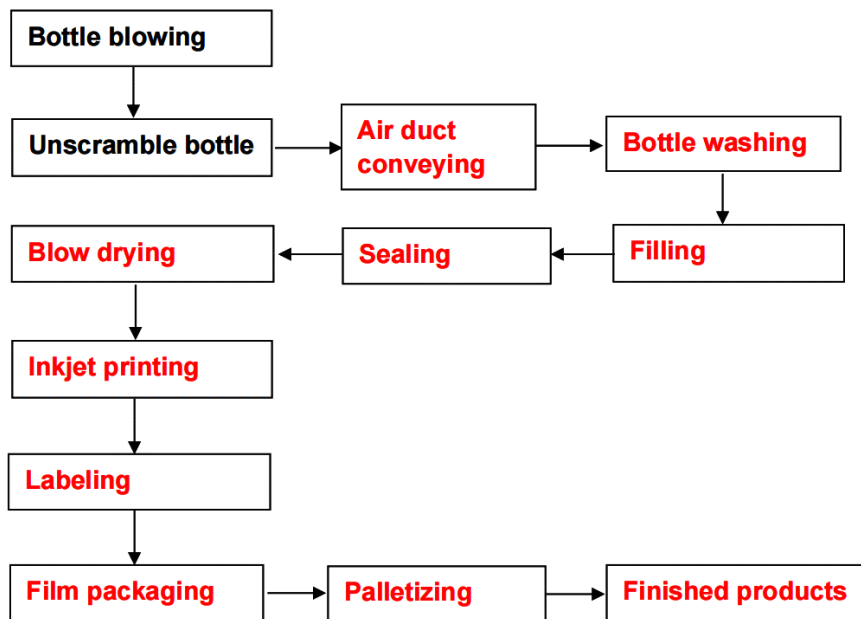 Bottle blowing
Unscramble bottle
Air duct
conveying
Bottle washing
Filling
Sealing
Blow drying
Inkjet printing
Labeling
Film packaging
Palletizing
Finished products